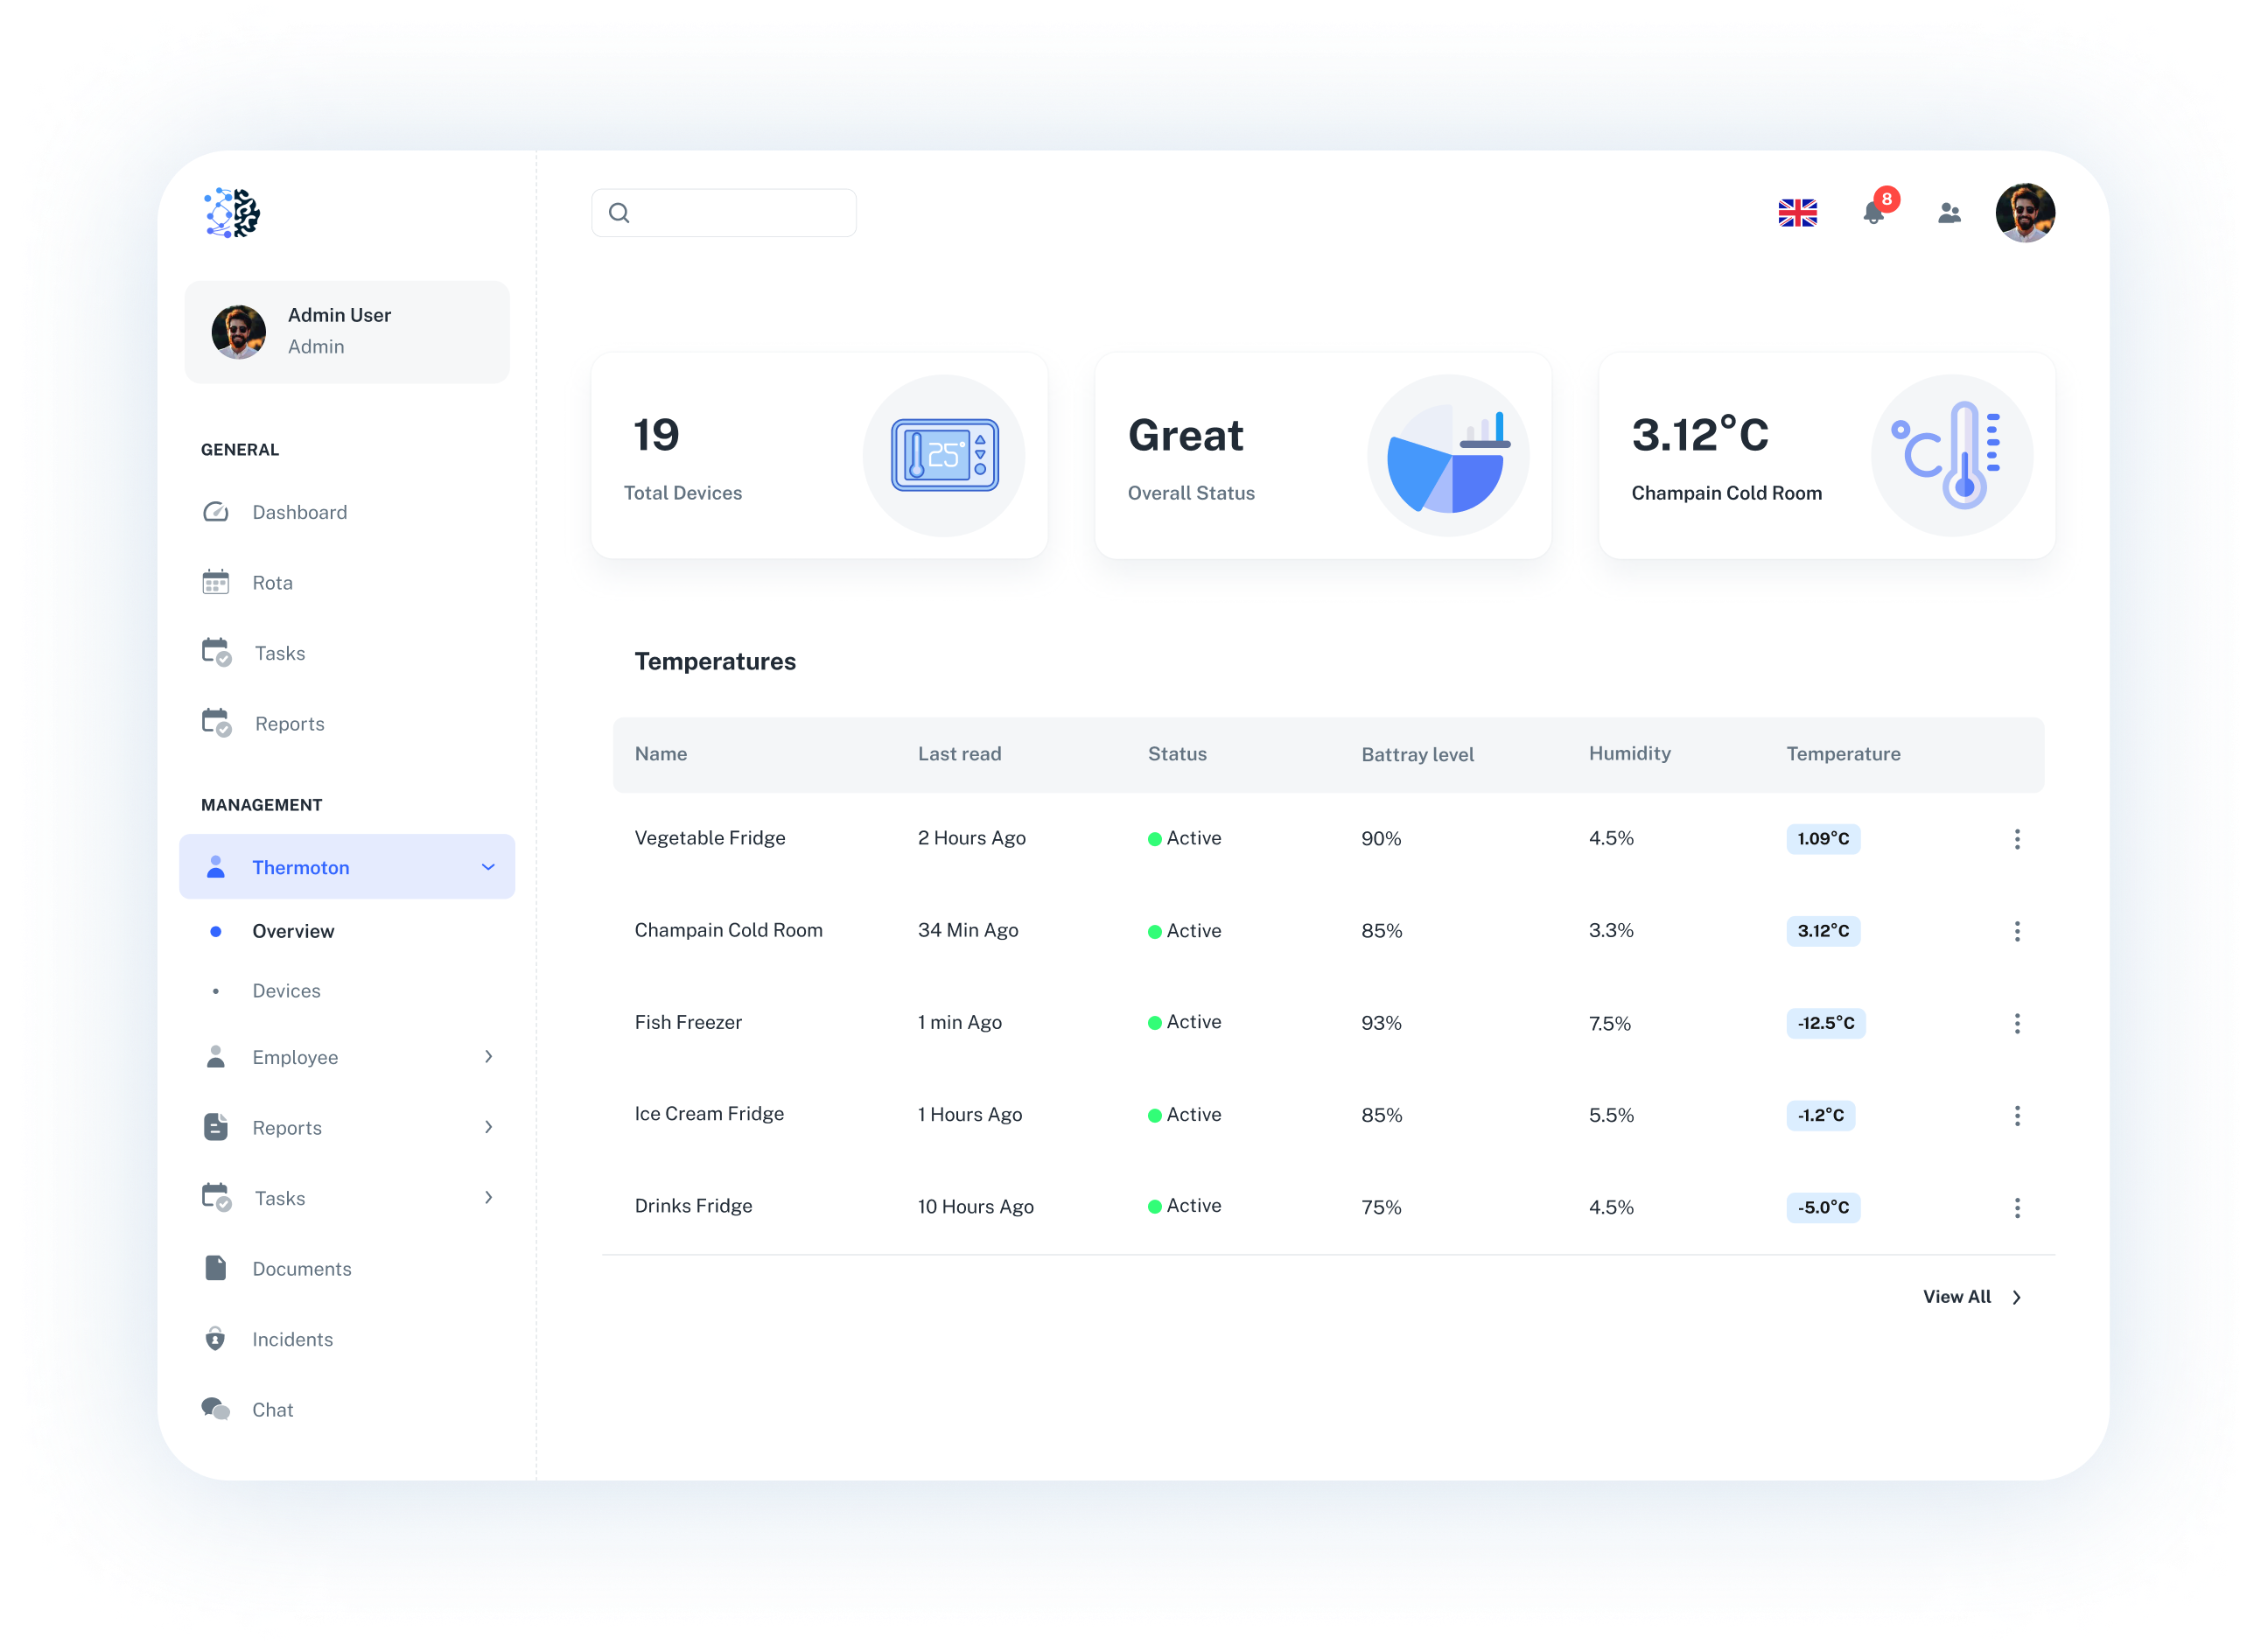 8
Admin User
Admin
GENERAL
Dashboard
Rota
Tasks
Reports
MANAGEMENT
Thermoton
Overview
Devices
Employee
Reports
Tasks
Documents
Incidents
Chat
19
Total Devices
25°
Great
Overall Status
3.12°C
Champain Cold Room
°C
Temperatures
Name Last read Status Battray level Humidity Temperature
Vegetable Fridge 2 Hours Ago Active 90% 4.5% 1.09°C
Champain Cold Room 34 Min Ago Active 85% 3.3% 3.12°C
Fish Freezer 1 min Ago Active 93% 7.5% -12.5°C
Ice Cream Fridge 1 Hours Ago Active 85% 5.5% -1.2°C
Drinks Fridge 10 Hours Ago Active 75% 4.5% -5.0°C
View All